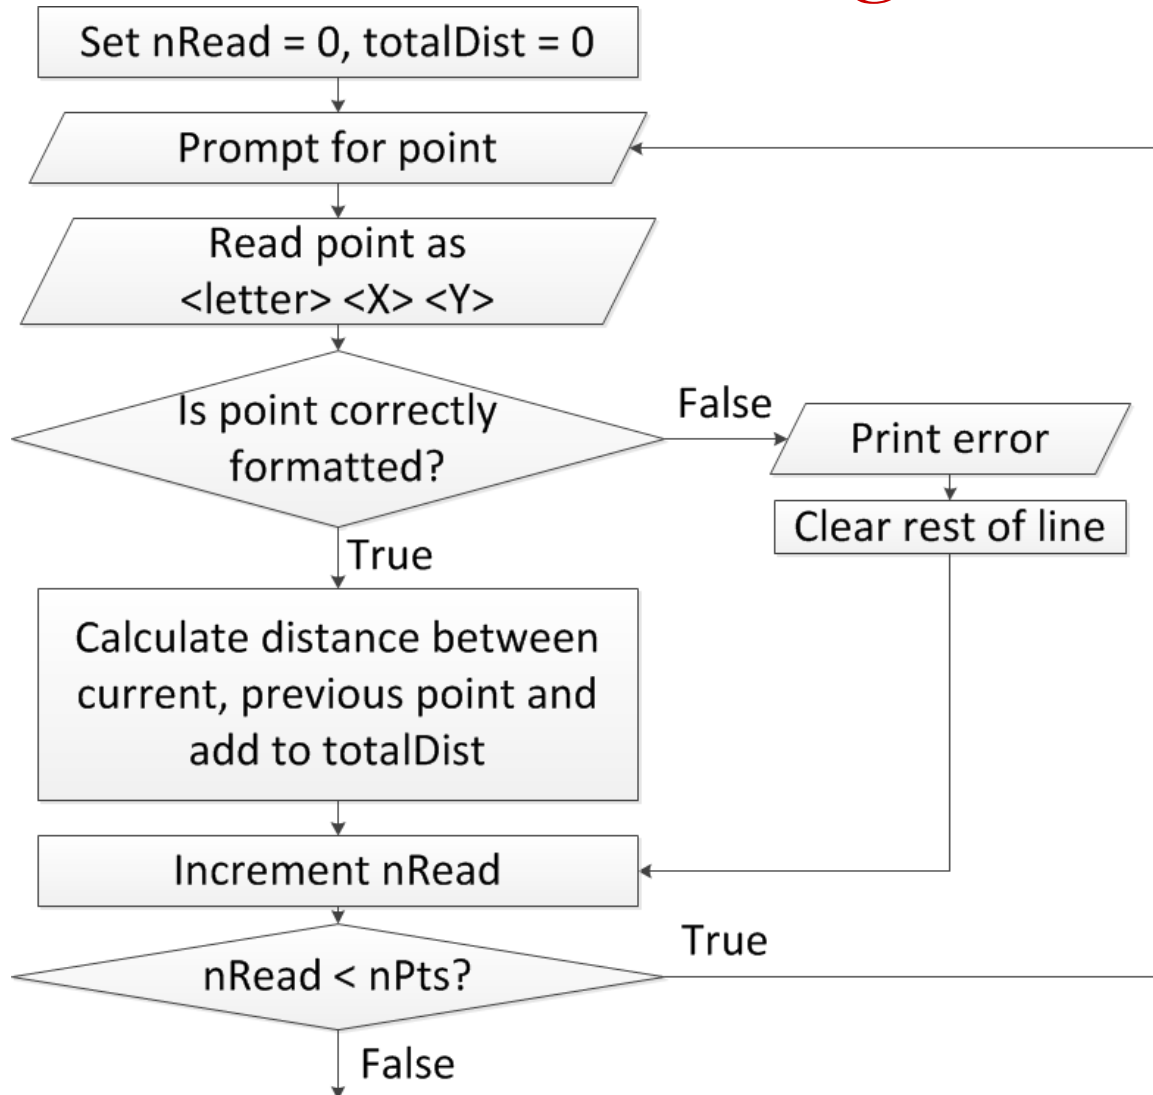 Set nRead = 0, totalDist = 0
Prompt for point
Read point as
<letter> <X> <Y>
Is point correctly
formatted?
False
Print error
Clear rest of line
True
Calculate distance between
current, previous point and
add to totalDist
Increment nRead
nRead < nPts?
True
False